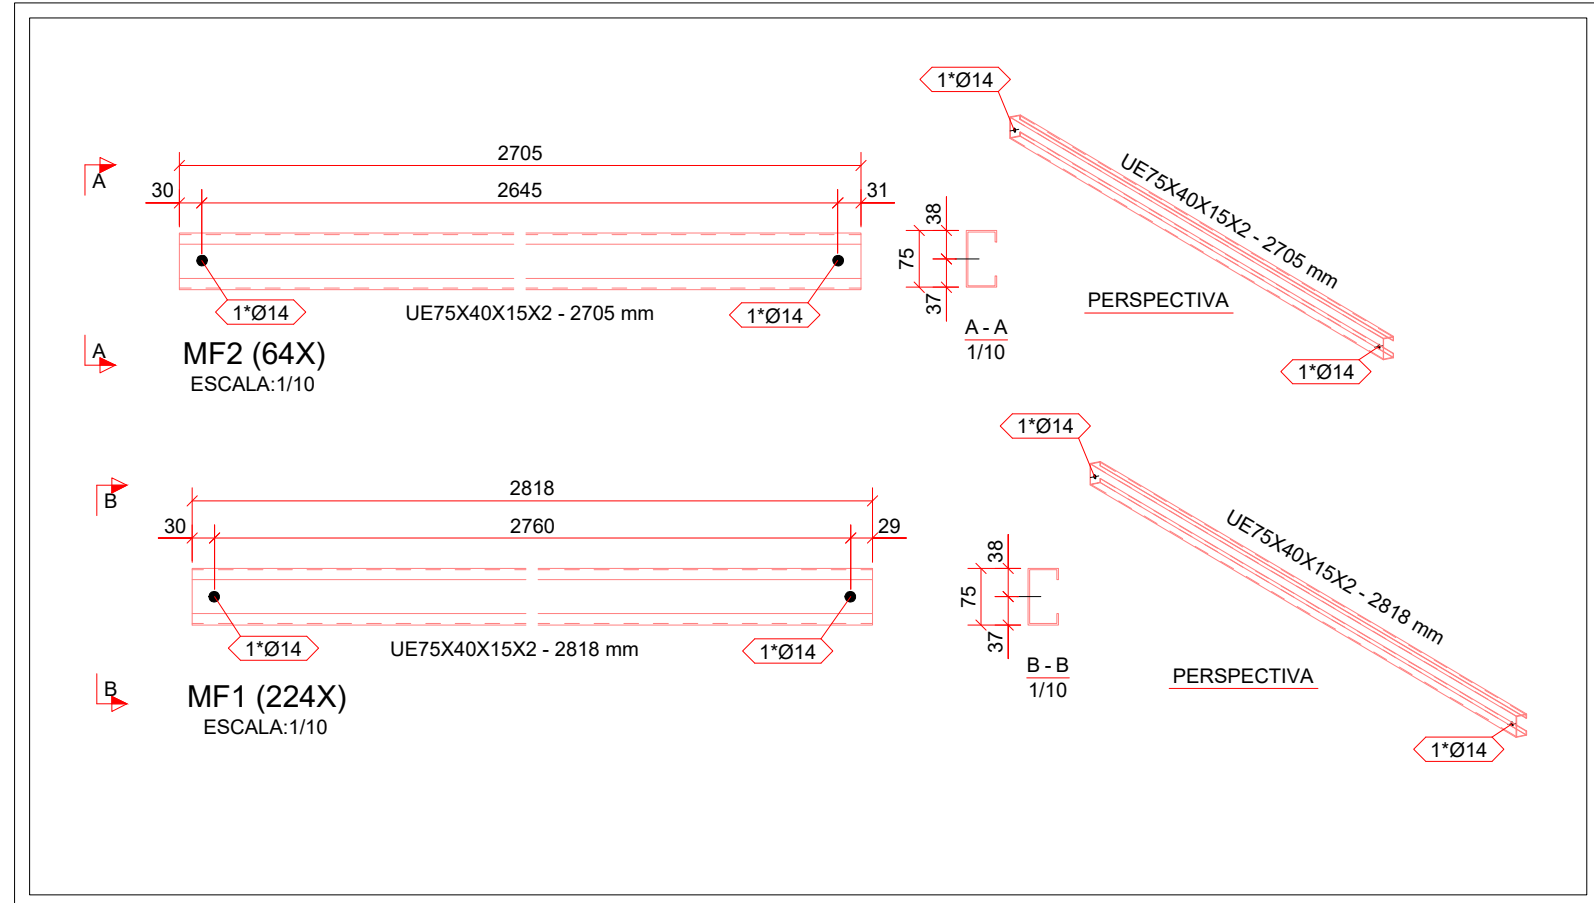 1*Ø14
2705
A
30
2645
31
UE75X40X15X2 - 2705 mm
38
75
37
1*Ø14
UE75X40X15X2 - 2705 mm
1*Ø14
PERSPECTIVA
A - A
1/10
A
MF2 (64X)
ESCALA:1/10
1*Ø14
1*Ø14
B
2818
30
2760
29
UE75X40X15X2 - 2818 mm
38
75
37
1*Ø14
UE75X40X15X2 - 2818 mm
1*Ø14
B - B
1/10
PERSPECTIVA
B
MF1 (224X)
ESCALA:1/10
1*Ø14